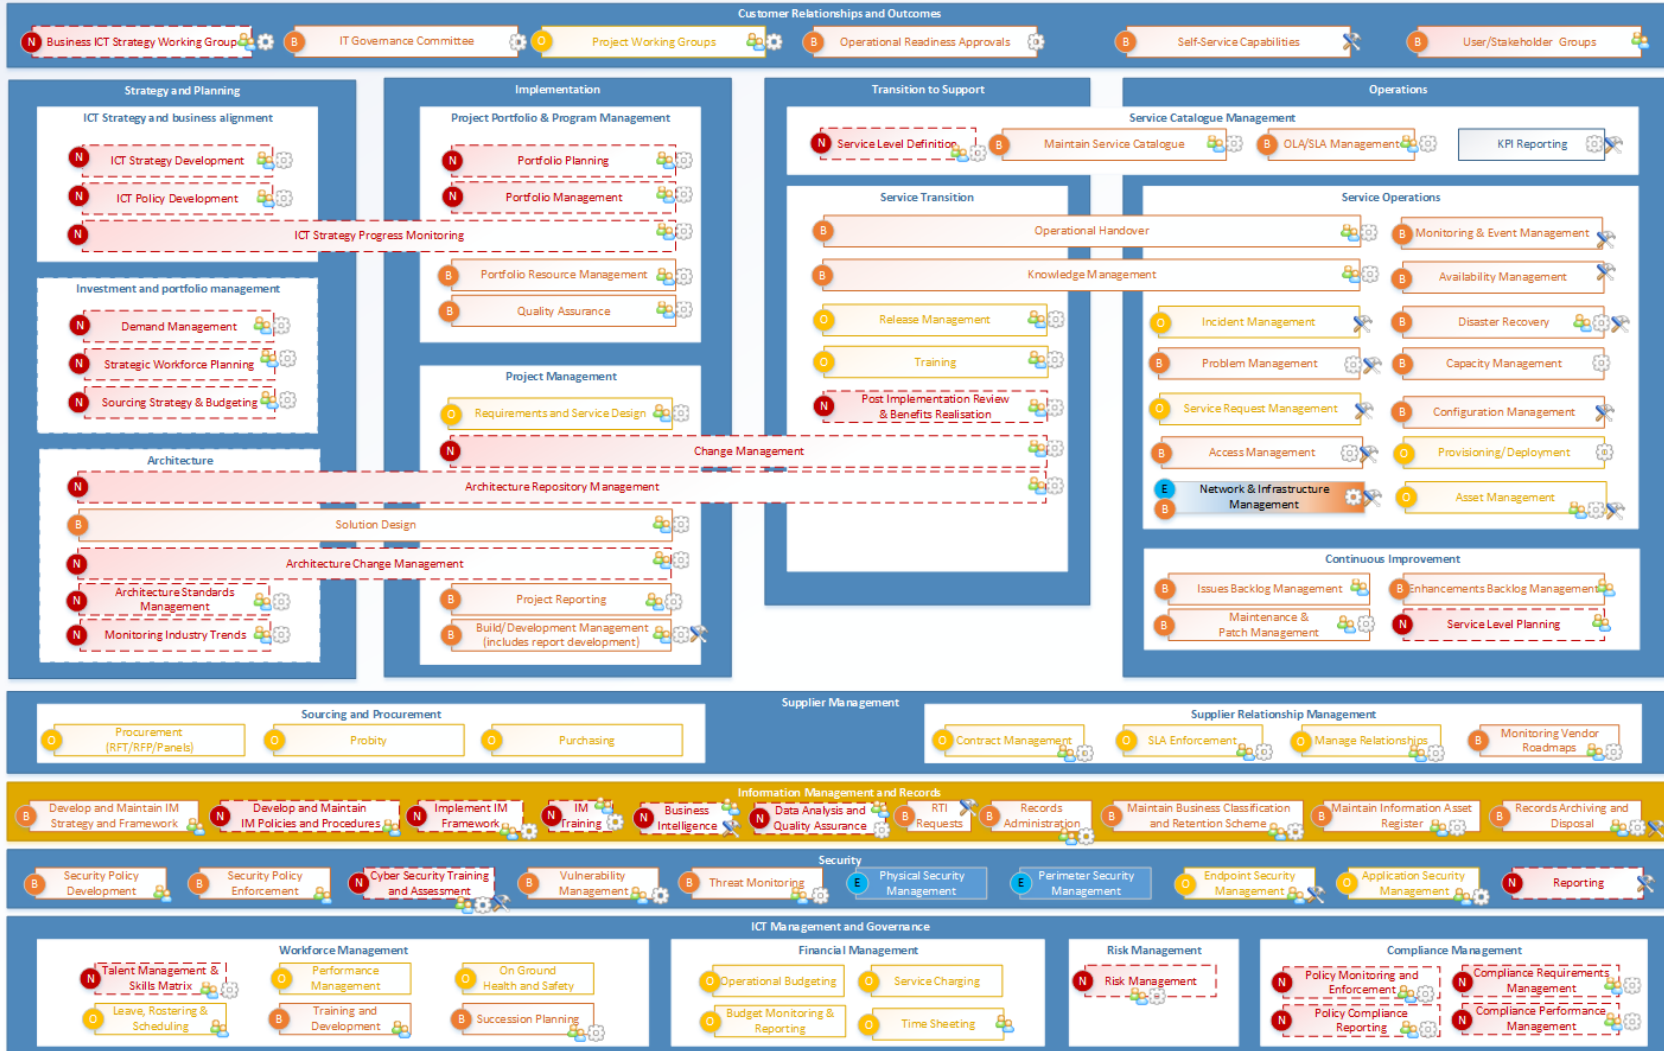 Customer Relationships and Outcomes
N Business ICT Strategy Working Group
B IT Governance Committee
O Project Working Groups
B Operational Readiness Approvals
B Self-Service Capabilities
B User/Stakeholder Groups
Strategy and Planning
ICT Strategy and business alignment
N ICT Strategy Development
N ICT Policy Development
N ICT Strategy Progress Monitoring
Investment and portfolio management
N Demand Management
N Strategic Workforce Planning
N Sourcing Strategy & Budgeting
Architecture
N Architecture Repository Management
B Solution Design
N Architecture Change Management
N Architecture Standards
Management
N Monitoring Industry Trends
Implementation
Project Portfolio & Program Management
N Portfolio Planning
N Portfolio Management
B Portfolio Resource Management
B Quality Assurance
Project Management
O Requirements and Service Design
N Change Management
B Project Reporting
B Build/Development Management
(includes report development)
Transition to Support
Operations
Service Catalogue Management
N Service Level Definition
B Maintain Service Catalogue
B OLA/SLA Management
KPI Reporting
Service Transition
B Operational Handover
B Knowledge Management
O Release Management
O Training
N Post Implementation Review
& Benefits Realisation
Service Operations
B Monitoring & Event Management
B Availability Management
O Incident Management
B Disaster Recovery
B Problem Management
B Capacity Management
O Service Request Management
B Configuration Management
B Access Management
O Provisioning/Deployment
E
B
Network & Infrastructure
Management
O Asset Management
Continuous Improvement
B Issues Backlog Management
B Enhancements Backlog Management
B Maintenance &
Patch Management
N Service Level Planning
Supplier Management
Sourcing and Procurement
O Procurement
(RFT/RFP/Panels)
O Probity
O Purchasing
Supplier Relationship Management
O Contract Management
O SLA Enforcement
O Manage Relationships
B Monitoring Vendor
Roadmaps
Information Management and Records
B Develop and Maintain IM
Strategy and Framework
N Develop and Maintain
IM Policies and Procedures
N Implement IM
Framework
N IM
Training
N Business
Intelligence
N Data Analysis and
Quality Assurance
B RTI
Requests
B Records
Administration
B Maintain Business Classification
and Retention Scheme
B Maintain Information Asset
Register
B Records Archiving and
Disposal
Security
B Security Policy
Development
B Security Policy
Enforcement
N Cyber Security Training
and Assessment
B Vulnerability
Management
B Threat Monitoring
E Physical Security
Management
E Perimeter Security
Management
O Endpoint Security
Management
O Application Security
Management
N Reporting
ICT Management and Governance
Workforce Management
N Talent Management &
Skills Matrix
O Performance
Management
O On Ground
Health and Safety
O Leave, Rostering &
Scheduling
B Training and
Development
B Succession Planning
Financial Management
O Operational Budgeting
O Service Charging
O Budget Monitoring &
Reporting
O Time Sheeting
Risk Management
N Risk Management
Compliance Management
N Policy Monitoring and
Enforcement
N Compliance Requirements
Management
N Policy Compliance
Reporting
N Compliance Performance
Management